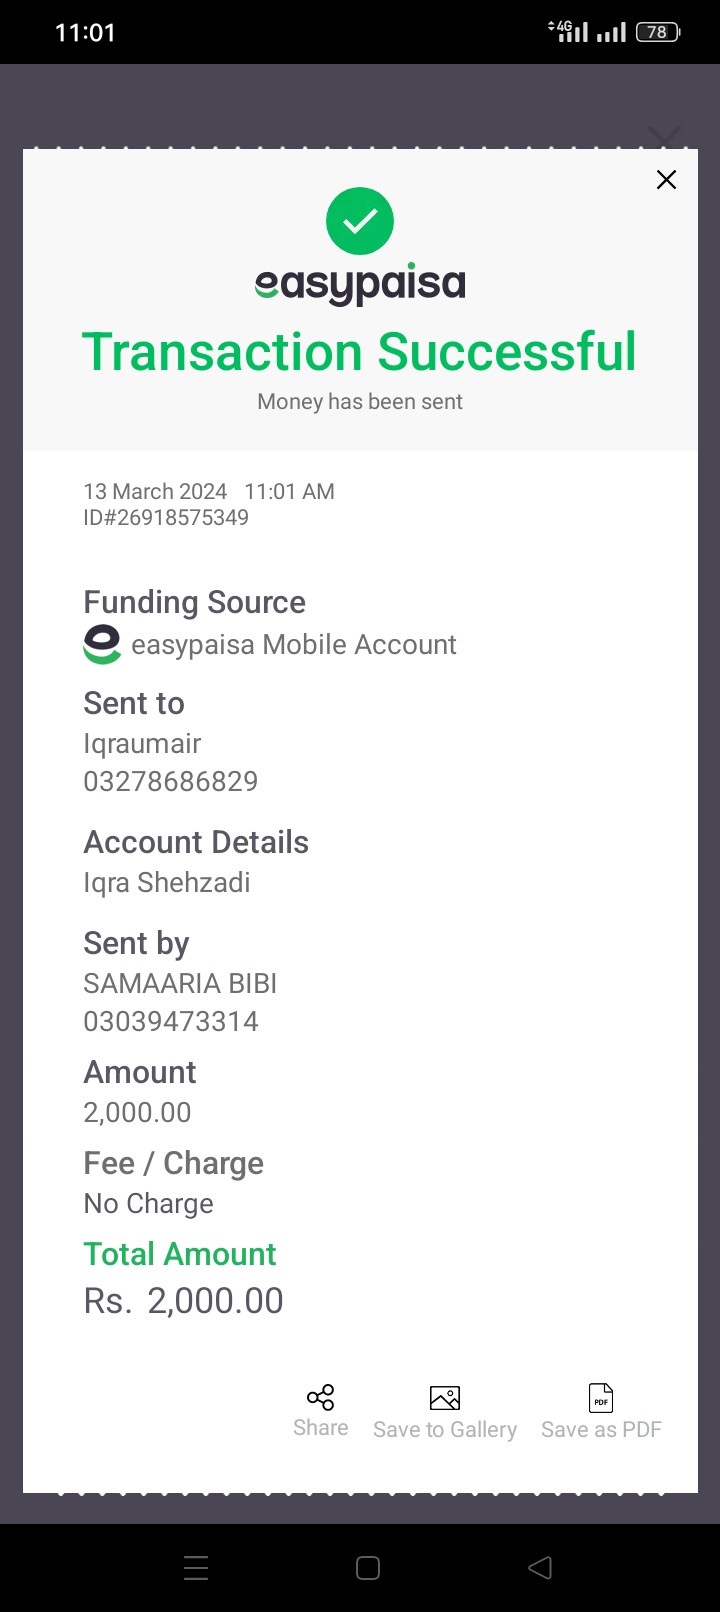 11:01
4G
78
easypaisa
Transaction Successful
Money has been sent
13 March 2024 11:01 AM
ID#26918575349
Funding Source
easypaisa Mobile Account
Sent to
Iqraumair
03278686829
Account Details
Iqra Shehzadi
Sent by
SAMAARIA BIBI
03039473314
Amount
2,000.00
Fee / Charge
No Charge
Total Amount
Rs. 2,000.00
PDF
Share
Save to Gallery
Save as PDF